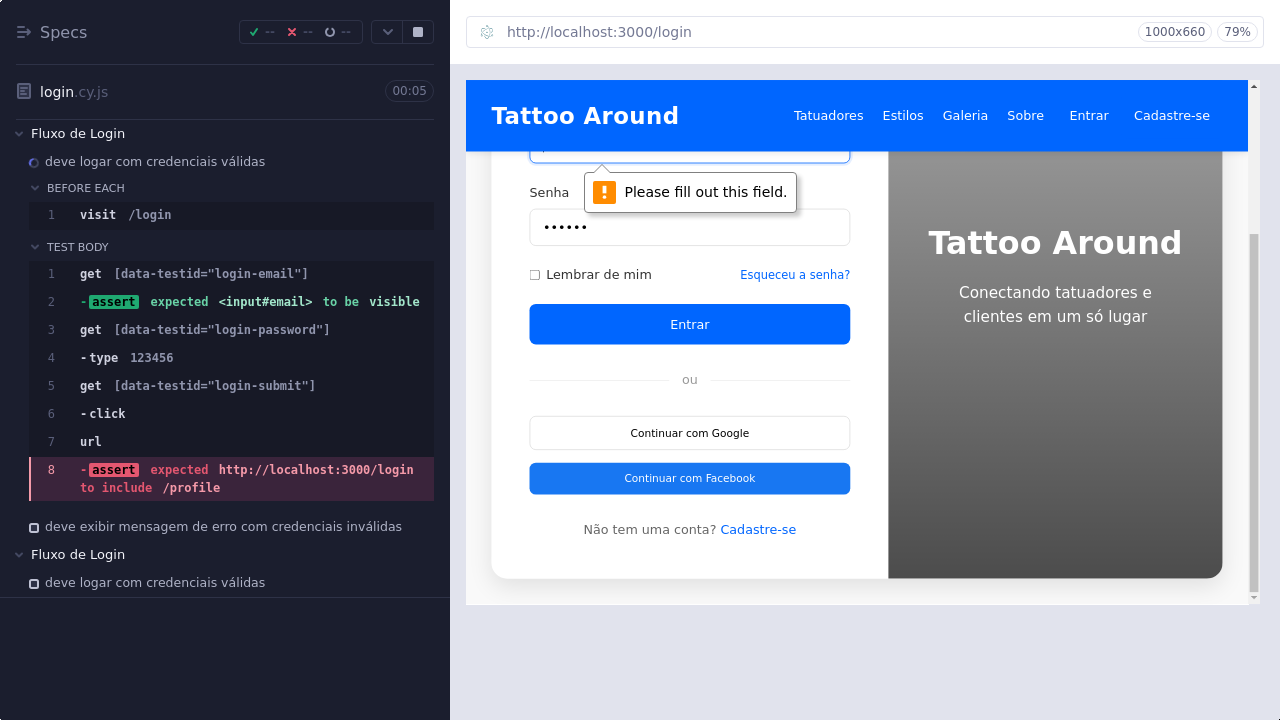 Specs
-- -- --
login.cy.js 00:05
Fluxo de Login
deve logar com credenciais válidas
BEFORE EACH
1 visit /login
TEST BODY
1 get [data-testid="login-email"]
2 -assert expected <input#email> to be visible
3 get [data-testid="login-password"]
4 -type 123456
5 get [data-testid="login-submit"]
6 -click
7 url
8 -assert expected http://localhost:3000/login
to include /profile
deve exibir mensagem de erro com credenciais inválidas
Fluxo de Login
deve logar com credenciais válidas
http://localhost:3000/login 1000x660 79%
Tattoo Around Tatuadores Estilos Galeria Sobre Entrar Cadastre-se
Please fill out this field.
Senha
••••••
Lembrar de mim Esqueceu a senha?
Entrar
ou
Continuar com Google
Continuar com Facebook
Não tem uma conta? Cadastre-se
Tattoo Around
Conectando tatuadores e
clientes em um só lugar